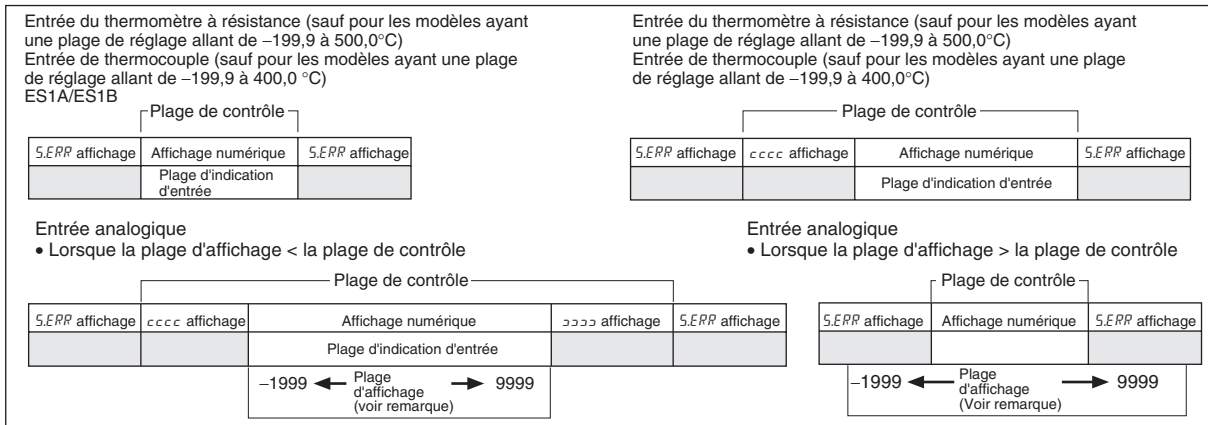 Entrée du thermomètre à résistance (sauf pour les modèles ayant
une plage de réglage allant de –199,9 à 500,0°C)
Entrée de thermocouple (sauf pour les modèles ayant une plage
de réglage allant de –199,9 à 400,0 °C)
ES1A/ES1B
Plage de contrôle
S.ERR affichage Affichage numérique S.ERR affichage
Plage d'indication
d'entrée
Entrée du thermomètre à résistance (sauf pour les modèles ayant
une plage de réglage allant de –199,9 à 500,0°C)
Entrée de thermocouple (sauf pour les modèles ayant une plage
de réglage allant de –199,9 à 400,0°C)
Plage de contrôle
S.ERR affichage cccc affichage Affichage numérique S.ERR affichage
Plage d'indication d'entrée
Entrée analogique
• Lorsque la plage d'affichage < la plage de contrôle
Plage de contrôle
S.ERR affichage cccc affichage Affichage numérique ɔɔɔɔ affichage S.ERR affichage
Plage d'indication d'entrée
–1999 ◄ Plage ► 9999
d'affichage
(voir remarque)
Entrée analogique
• Lorsque la plage d'affichage > la plage de contrôle
Plage de contrôle
S.ERR affichage Affichage numérique S.ERR affichage
–1999 ◄ Plage ► 9999
d'affichage
(Voir remarque)